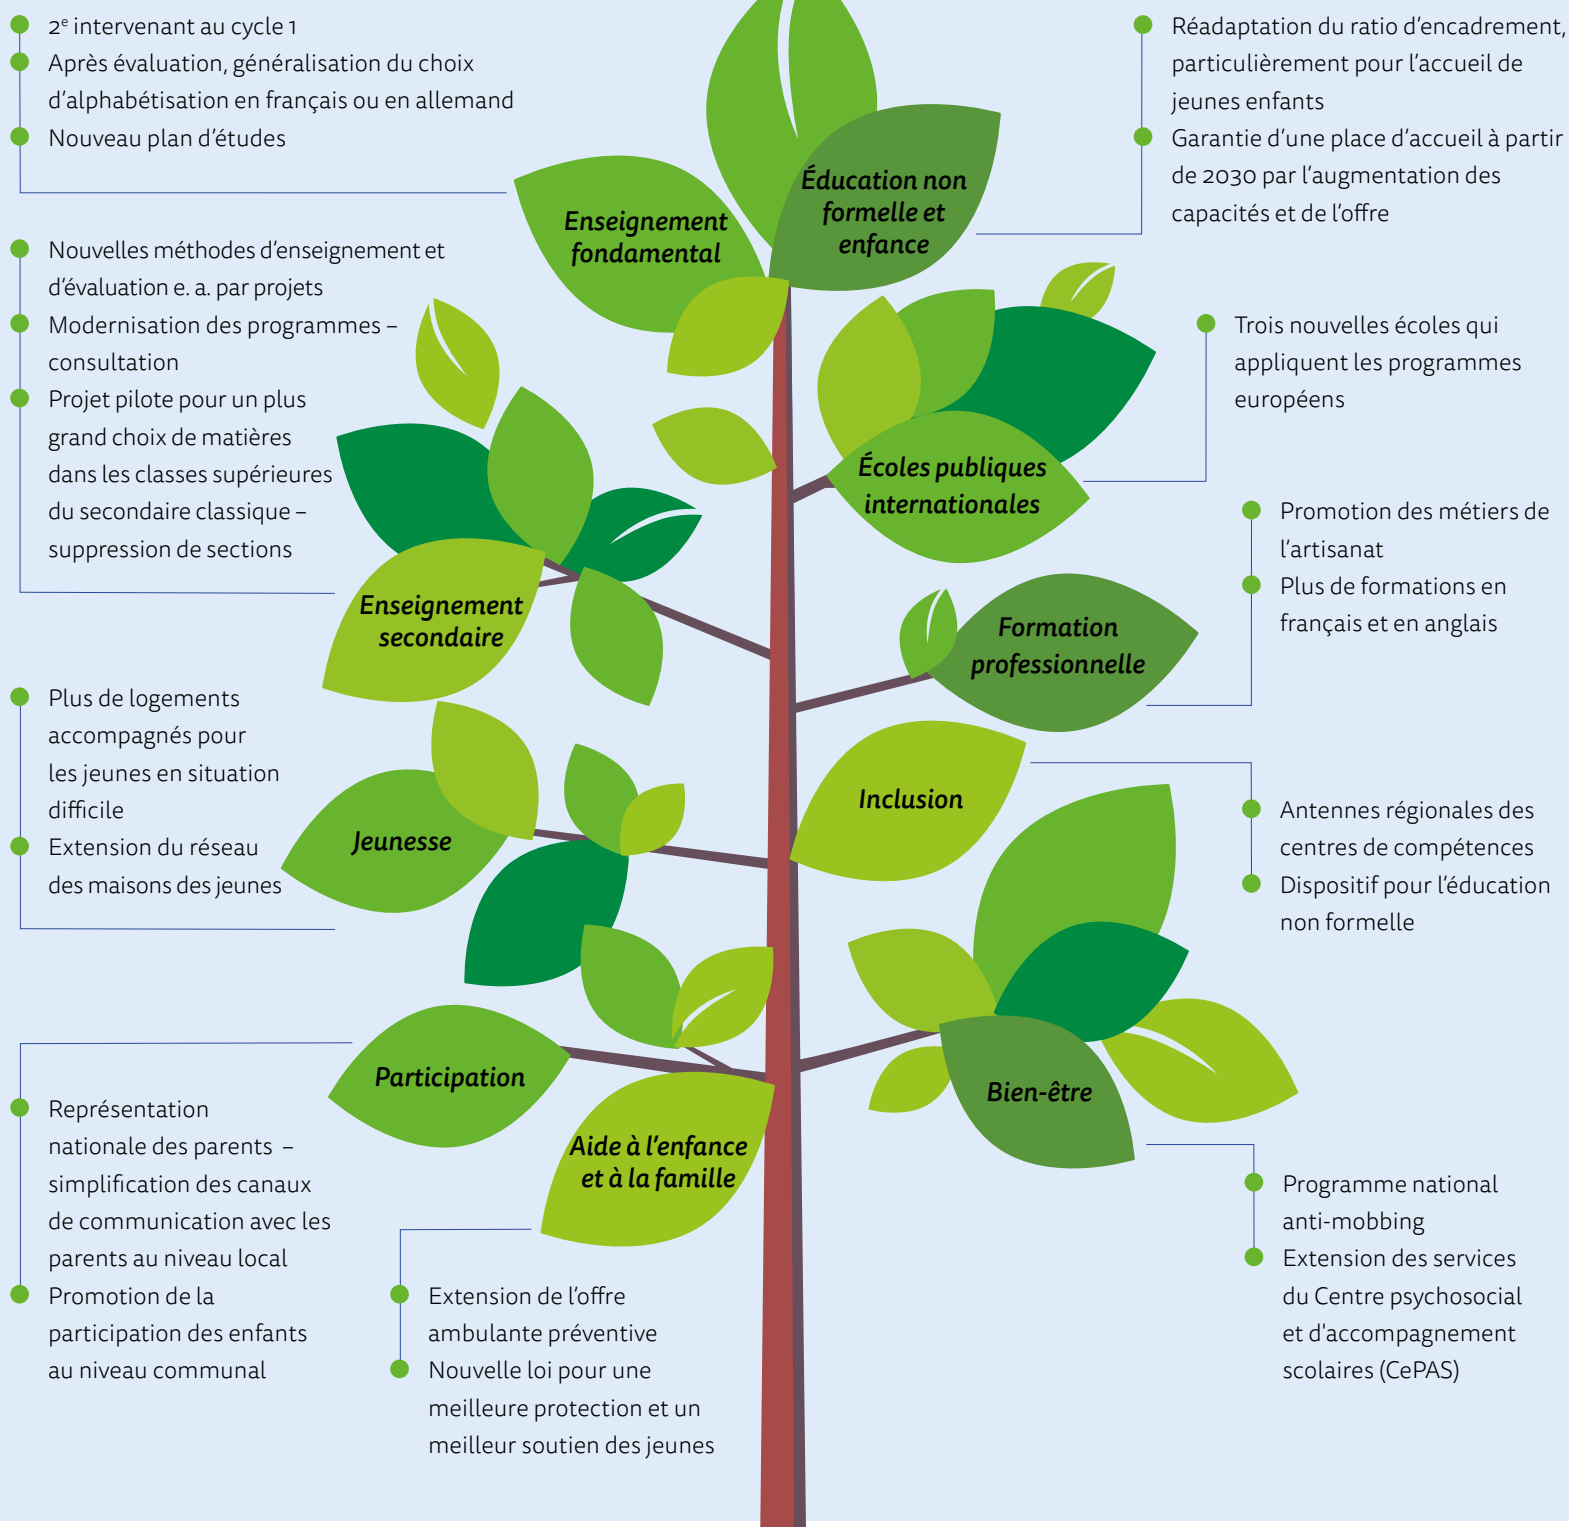 2e intervenant au cycle 1
Après évaluation, généralisation du choix
d'alphabétisation en français ou en allemand
Nouveau plan d'études
Enseignement
fondamental
Éducation non
formelle et
enfance
Réadaptation du ratio d'encadrement,
particulièrement pour l'accueil de
jeunes enfants
Garantie d'une place d'accueil à partir
de 2030 par l'augmentation des
capacités et de l'offre
Nouvelles méthodes d'enseignement et
d'évaluation e. a. par projets
Modernisation des programmes –
consultation
Projet pilote pour un plus
grand choix de matières
dans les classes supérieures
du secondaire classique –
suppression de sections
Enseignement
secondaire
Écoles publiques
internationales
Trois nouvelles écoles qui
appliquent les programmes
européens
Formation
professionnelle
Promotion des métiers de
l'artisanat
Plus de formations en
français et en anglais
Plus de logements
accompagnés pour
les jeunes en situation
difficile
Extension du réseau
des maisons des jeunes
Jeunesse
Inclusion
Antennes régionales des
centres de compétences
Dispositif pour l'éducation
non formelle
Participation
Représentation
nationale des parents –
simplification des canaux
de communication avec les
parents au niveau local
Promotion de la
participation des enfants
au niveau communal
Aide à l'enfance
et à la famille
Extension de l'offre
ambulante préventive
Nouvelle loi pour une
meilleure protection et un
meilleur soutien des jeunes
Bien-être
Programme national
anti-mobbing
Extension des services
du Centre psychosocial
et d'accompagnement
scolaires (CePAS)